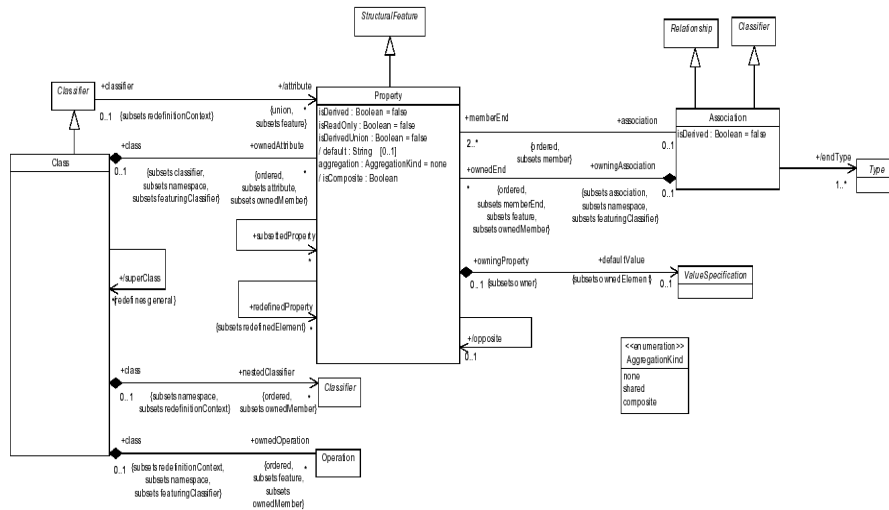 StructuralFeature
Relationship
Classifier
Classifier
+classifier
0..1
{subsets redefinitionContext}
+/attribute
*
{union,
subsets feature}
Property
isDerived : Boolean = false
isReadOnly : Boolean = false
isDerivedUnion : Boolean = false
/ default : String [0..1]
aggregation : AggregationKind = none
/ isComposite : Boolean
+memberEnd
2..*
{ordered,
subsets member}
+association
0..1
Association
isDerived : Boolean = false
+/endType
1..*
Type
Class
+class
0..1
{subsets classifier,
subsets namespace,
subsets featuringClassifier}
+ownedAttribute
*
{ordered,
subsets attribute,
subsets ownedMember}
+ownedEnd
*
{ordered,
subsets memberEnd,
subsets feature,
subsets ownedMember}
+owningAssociation
0..1
{subsets association,
subsets namespace,
subsets featuringClassifier}
+subsettedProperty
*
+/superClass
*
{redefines general}
+redefinedProperty
{subsets redefinedElement}
*
+owningProperty
0..1
{subsets owner}
+defaultValue
{subsets ownedElement}
0..1
ValueSpecification
+/opposite
0..1
<<enumeration>>
AggregationKind
none
shared
composite
+class
0..1
{subsets namespace,
subsets redefinitionContext}
+nestedClassifier
*
{ordered,
subsets ownedMember}
Classifier
+class
0..1
{subsets redefinitionContext,
subsets namespace,
subsets featuringClassifier}
+ownedOperation
*
{ordered,
subsets feature,
subsets
ownedMember}
Operation